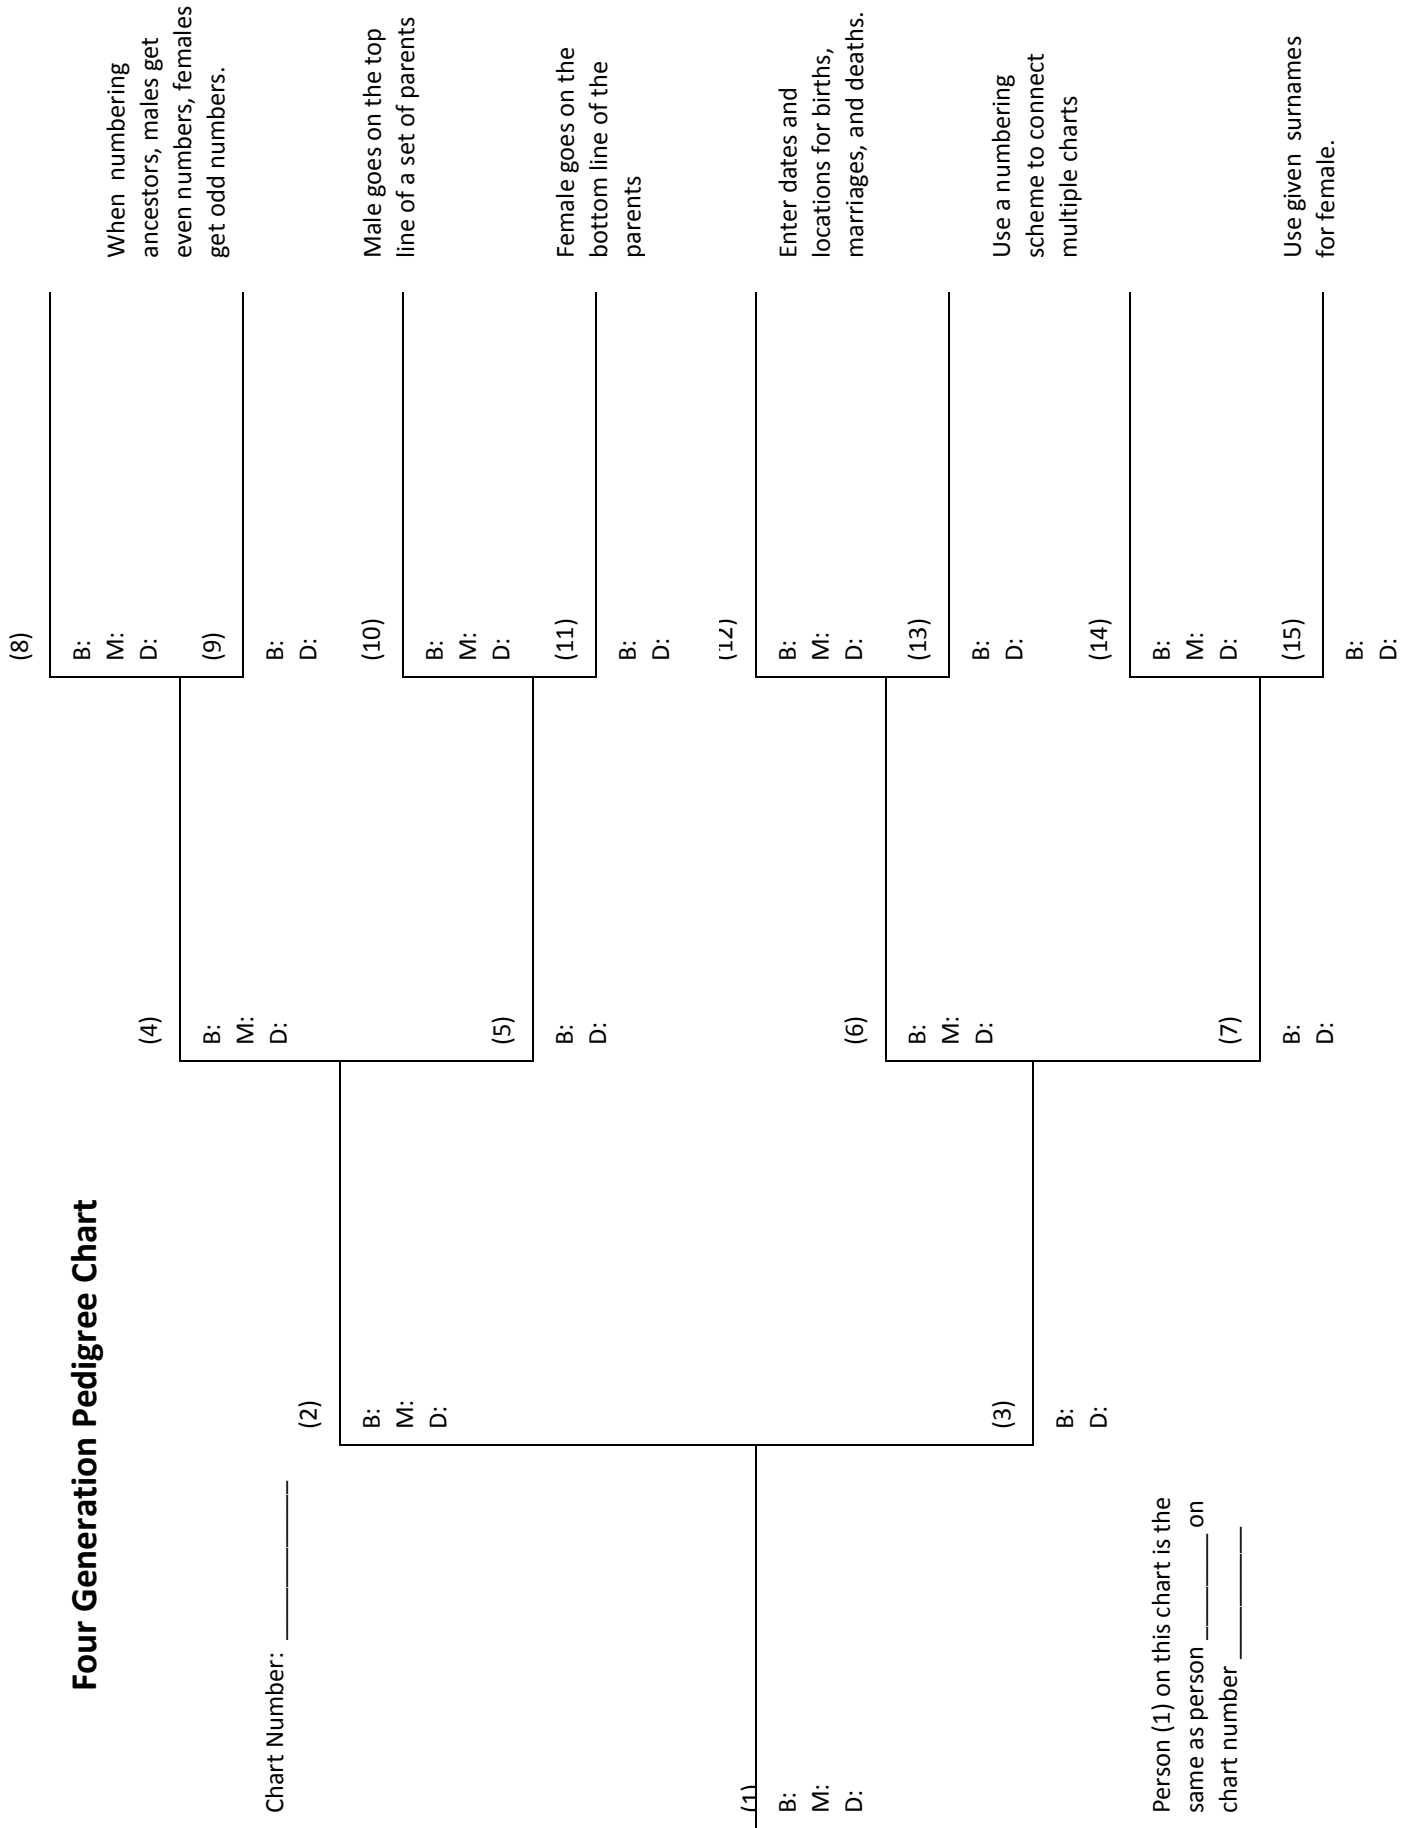 Four Generation Pedigree Chart
Chart Number: ____________
(8)
B:
M:
D:
(9)
B:
D:
(4)
B:
M:
D:
(10)
B:
M:
D:
(11)
B:
D:
(5)
B:
D:
(2)
B:
M:
D:
(1)
B:
M:
D:
(12)
B:
M:
D:
(13)
B:
D:
(6)
B:
M:
D:
(3)
B:
D:
(14)
B:
M:
D:
(15)
B:
D:
(7)
B:
D:
When numbering
ancestors, males get
even numbers, females
get odd numbers.
Male goes on the top
line of a set of parents
Female goes on the
bottom line of the
parents
Enter dates and
locations for births,
marriages, and deaths.
Use a numbering
scheme to connect
multiple charts
Use given surnames
for female.
Person (1) on this chart is the
same as person ________ on
chart number __________